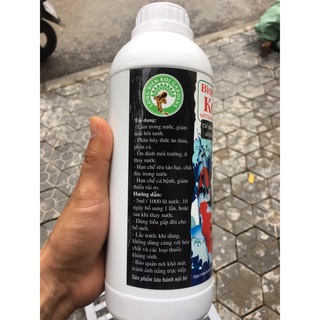 LONG BIÊN KOI GARDEN
Tác dụng:
- Làm trong nước, giảm
mùi hôi tanh.
- Phân hủy thức ăn thừa,
phân cá.
- Ổn định môi trường, ít
thay nước.
- Hạn chế rêu tảo hại, chất
độc trong nước.
- Hạn chế cá bệnh, giảm
thiểu rủi ro.
Hướng dẫn:
- 5ml / 1000 lít nước, 10
ngày bổ sung 1 lần, hoặc
sau khi thay nước.
- Dùng liều gấp đôi cho
hồ mới.
- Lắc trước khi dùng,
không dùng cùng với hóa
chất và các loại thuốc
kháng sinh.
- Bảo quản nơi khô mát,
tránh ánh nắng trực tiếp.
Sản phẩm lưu hành nội bộ